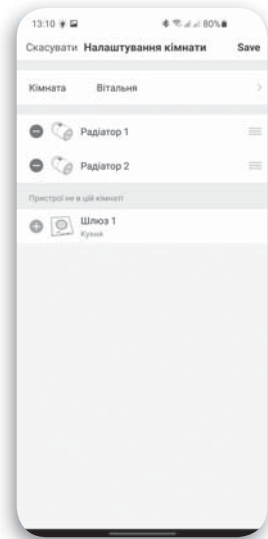 13:10 80%
Скасувати Налаштування кімнати Save
Кімната Вітальня
Радіатор 1
Радіатор 2
Пристрої не в цій кімнаті
Шлюз 1
Кухня